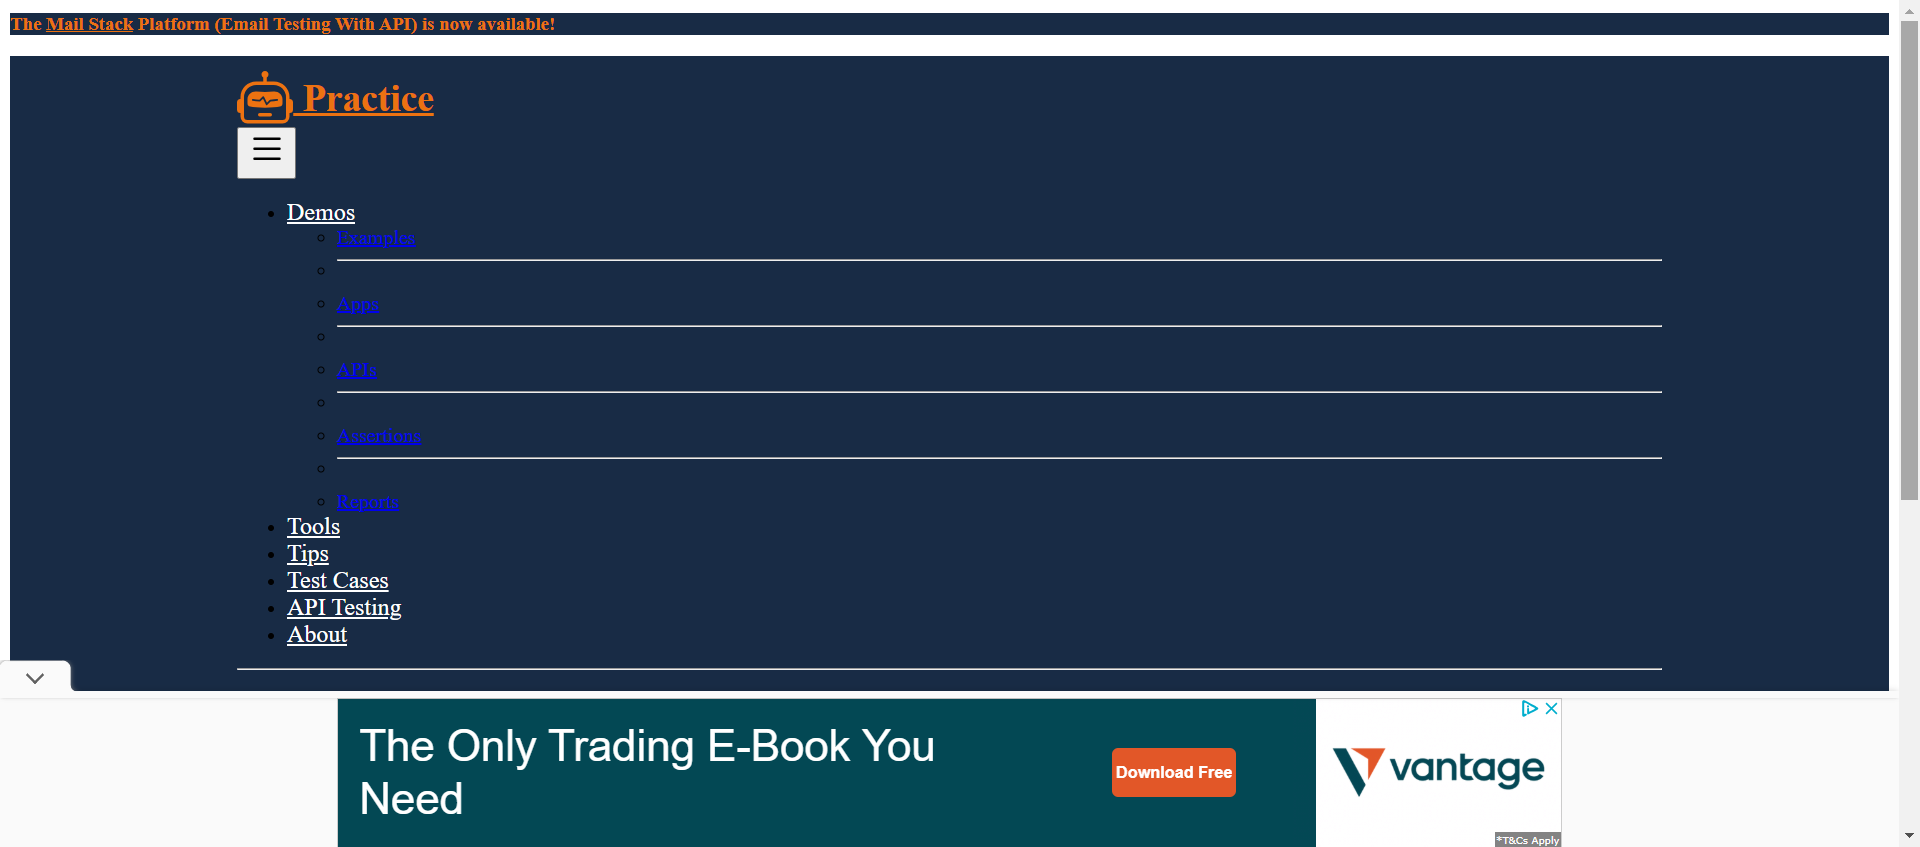 The Mail Stack Platform (Email Testing With API) is now available!
Practice
Demos
Examples
Apps
APIs
Assertions
Reports
Tools
Tips
Test Cases
API Testing
About
The Only Trading E-Book You
Need
Download Free
vantage
*T&Cs Apply